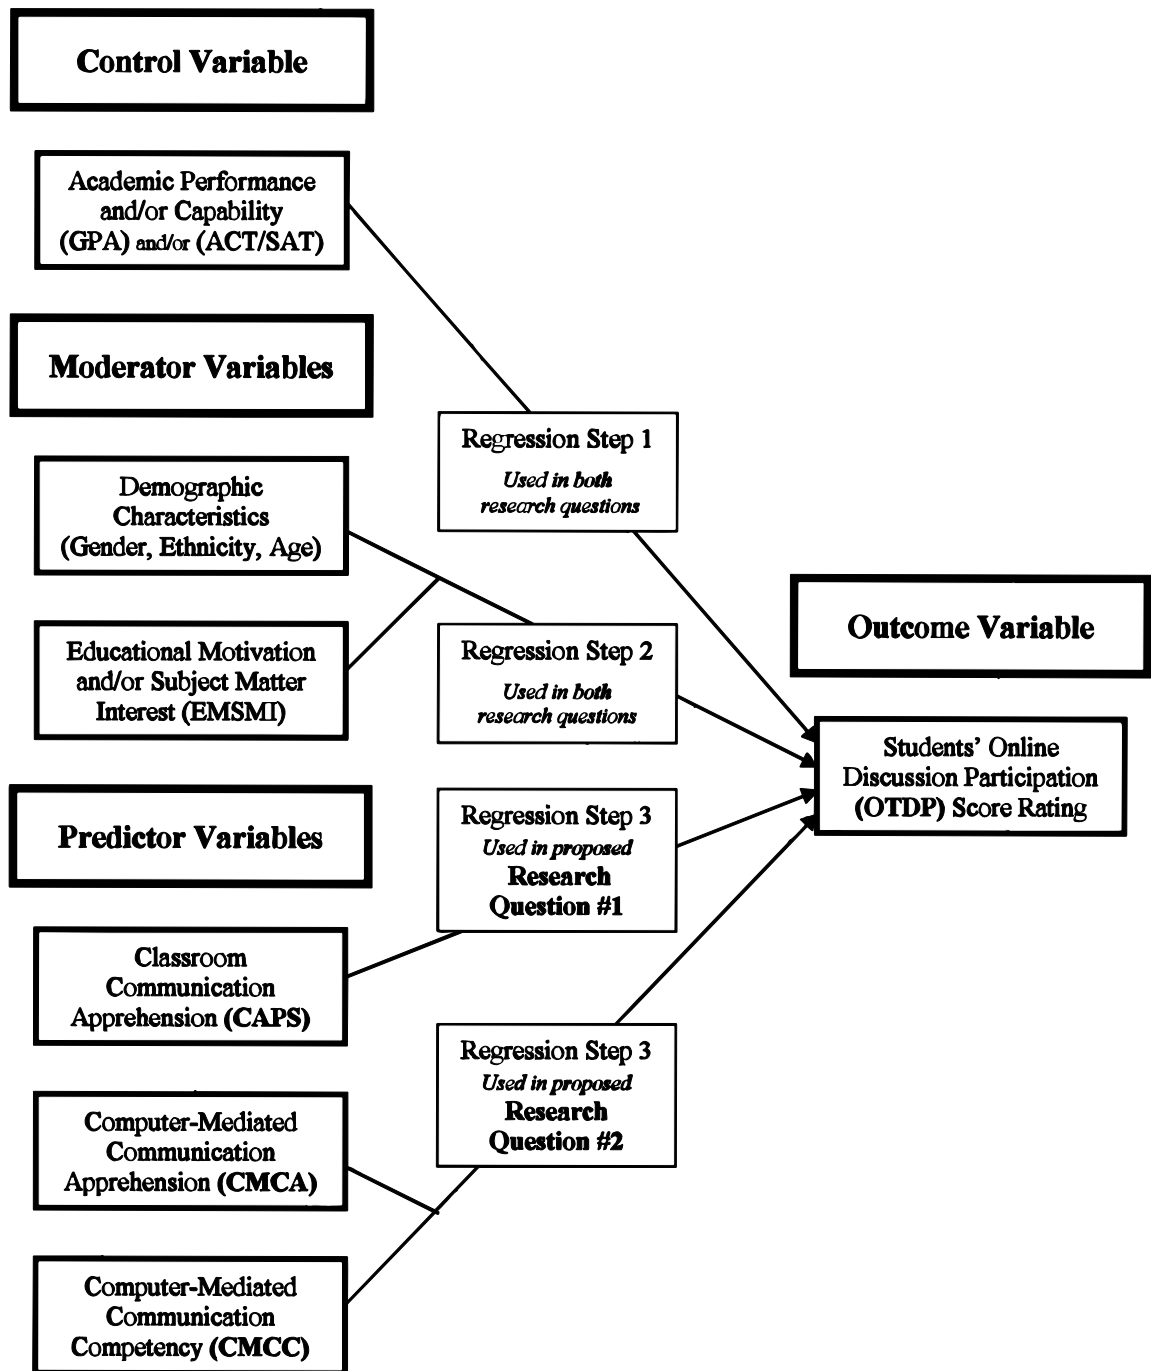 Control Variable
Academic Performance
and/or Capability
(GPA) and/or (ACT/SAT)
Moderator Variables
Demographic
Characteristics
(Gender, Ethnicity, Age)
Educational Motivation
and/or Subject Matter
Interest (EMSMI)
Predictor Variables
Classroom
Communication
Apprehension (CAPS)
Computer-Mediated
Communication
Apprehension (CMCA)
Computer-Mediated
Communication
Competency (CMCC)
Regression Step 1
Used in both
research questions
Regression Step 2
Used in both
research questions
Regression Step 3
Used in proposed
Research
Question #1
Regression Step 3
Used in proposed
Research
Question #2
Outcome Variable
Students’ Online
Discussion Participation
(OTDP) Score Rating